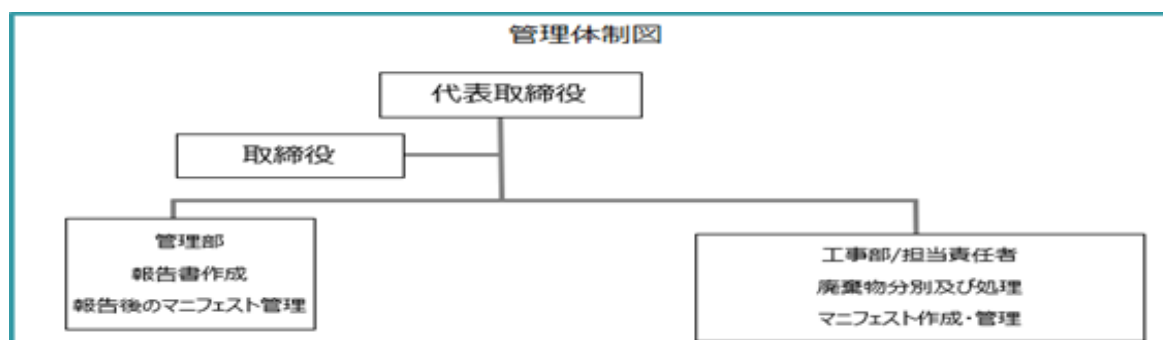 管理体制図
代表取締役
取締役
管理部
報告書作成
報告後のマニフェスト管理
工事部/担当責任者
廃棄物分別及び処理
マニフェスト作成・管理